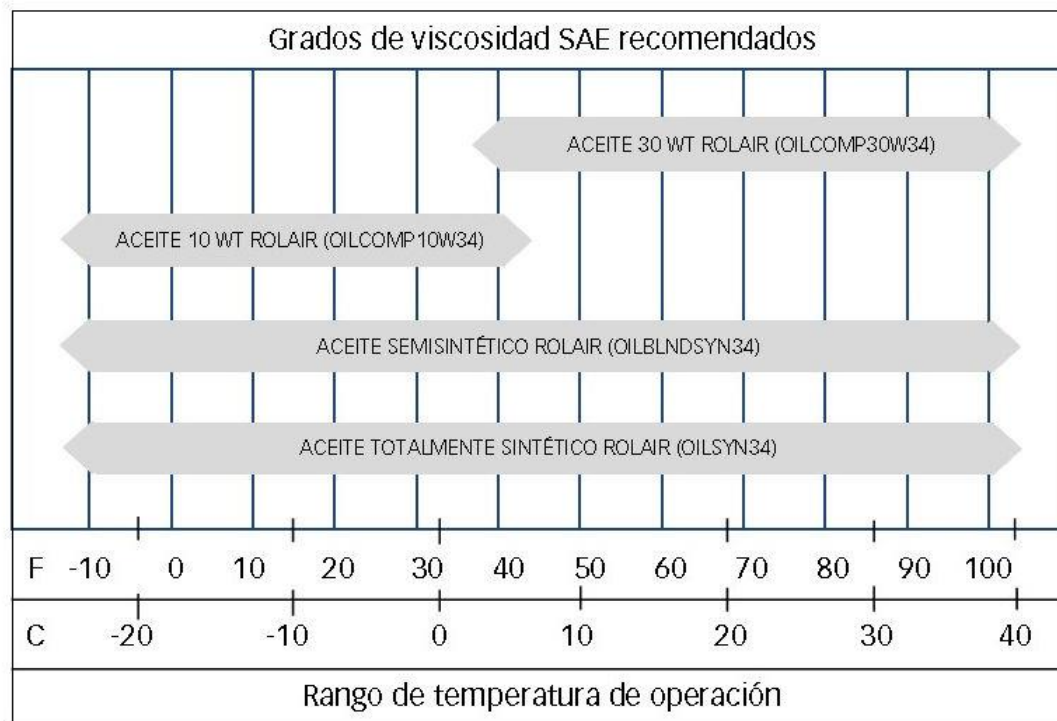 Grados de viscosidad SAE recomendados
ACEITE 30 WT ROLAIR (OILCOMP30W34)
ACEITE 10 WT ROLAIR (OILCOMP10W34)
ACEITE SEMISINTÉTICO ROLAIR (OILBLNDSYN34)
ACEITE TOTALMENTE SINTÉTICO ROLAIR (OILSYN34)
F -10 0 10 20 30 40 50 60 70 80 90 100
C -20 -10 0 10 20 30 40
Rango de temperatura de operación